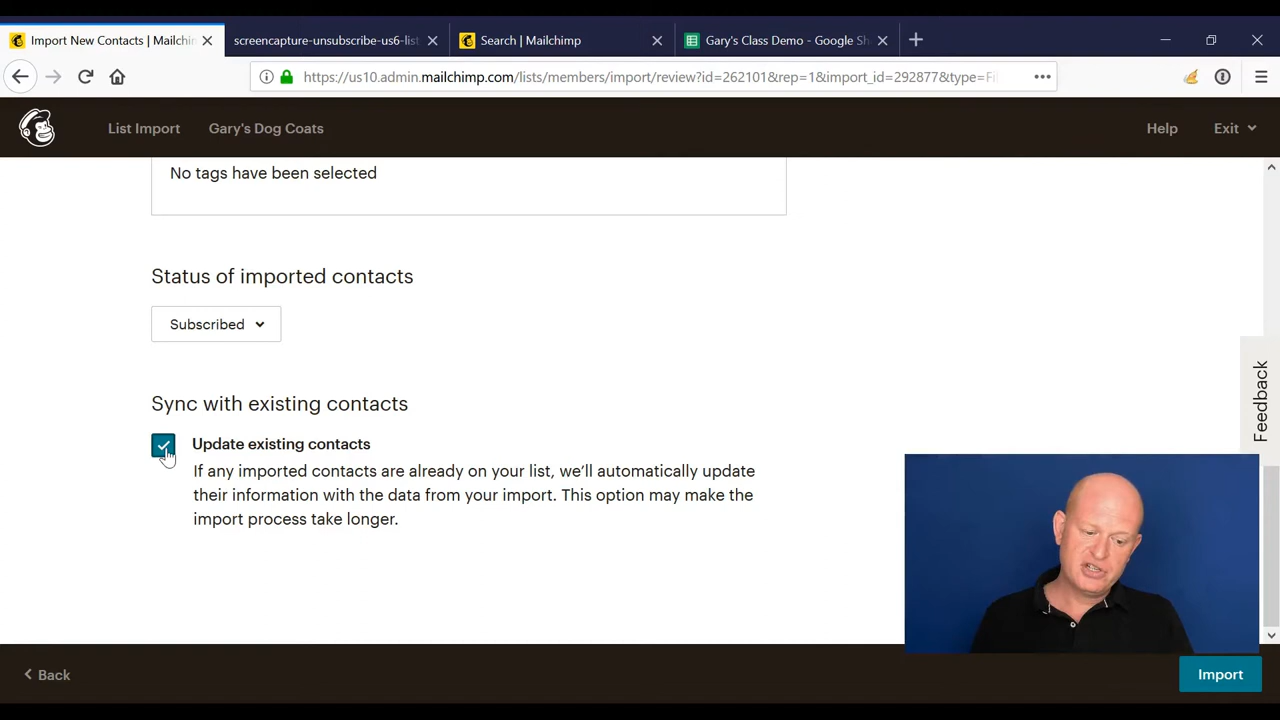 Import New Contacts | Mailchin
screencapture-unsubscribe-us6-list
Search | Mailchimp
Gary's Class Demo - Google Sh
https://us10.admin.mailchimp.com/lists/members/import/review?id=262101&rep=1&import_id=292877&type=Fi
List Import
Gary's Dog Coats
Help
Exit
No tags have been selected
Status of imported contacts
Subscribed
Sync with existing contacts
Update existing contacts
If any imported contacts are already on your list, we’ll automatically update
their information with the data from your import. This option may make the
import process take longer.
Feedback
Back
Import